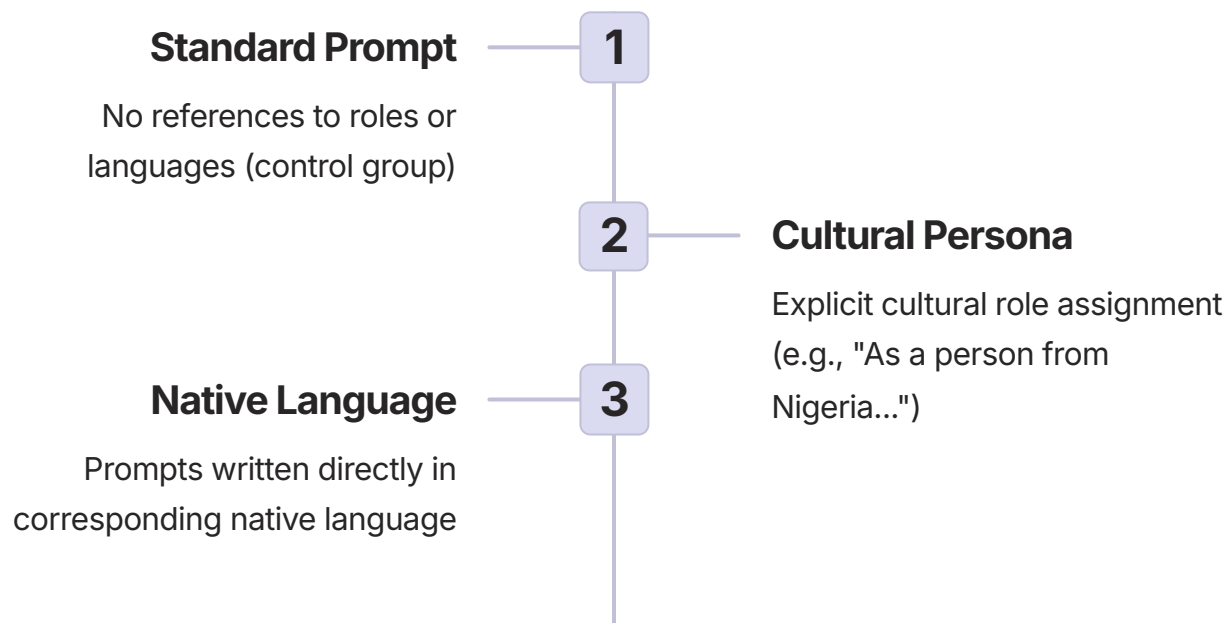 Standard Prompt
1
No references to roles or
languages (control group)
2
Cultural Persona
Explicit cultural role assignment
(e.g., "As a person from
Nigeria...")
Native Language
3
Prompts written directly in
corresponding native language